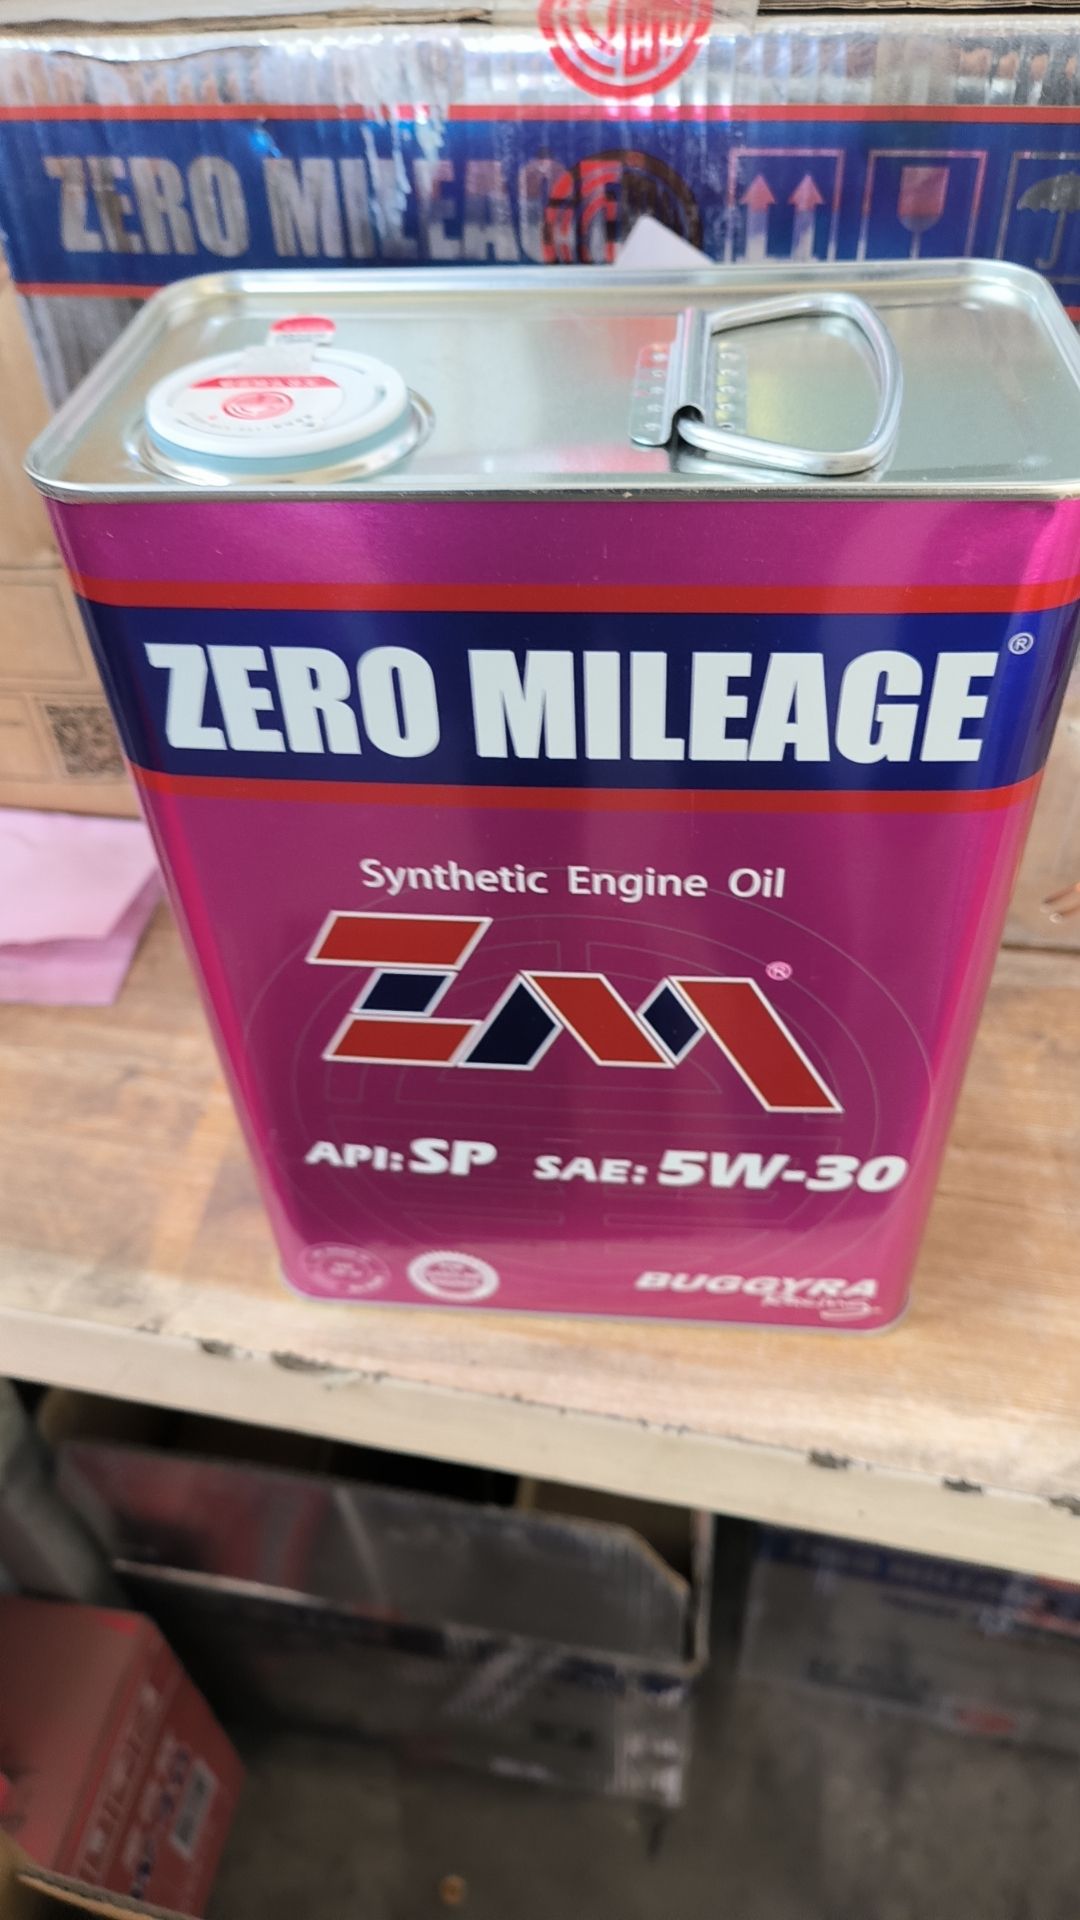 ZERO MILEAGE
ZERO MILEAGE®
Synthetic Engine Oil
ZM®
API: SP SAE: 5W-30
BUGGYRA